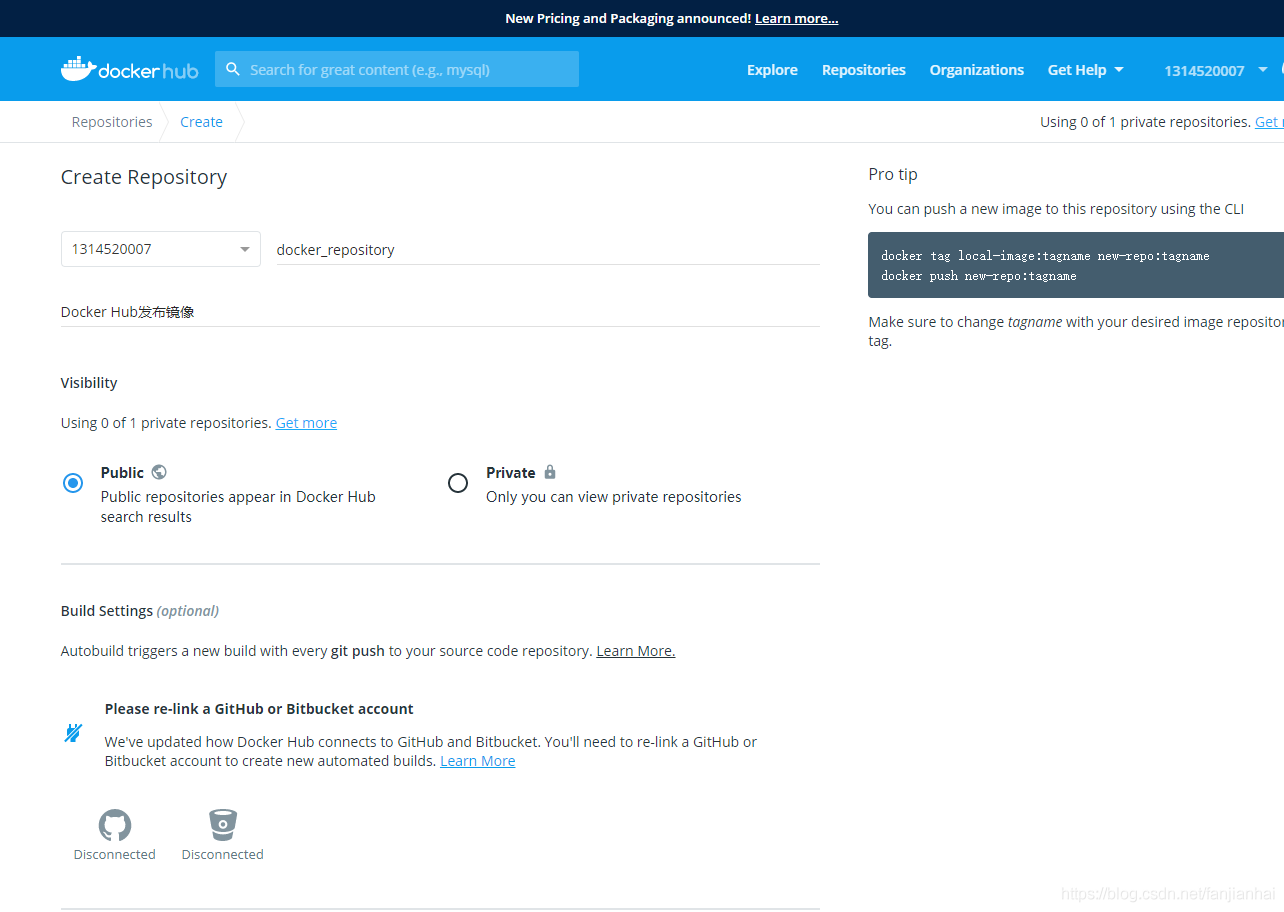 New Pricing and Packaging announced! Learn more...
docker hub
Search for great content (e.g., mysql)
Explore
Repositories
Organizations
Get Help
1314520007
Repositories
Create
Using 0 of 1 private repositories. Get
Create Repository
1314520007
docker_repository
Docker Hub发布镜像
Visibility
Using 0 of 1 private repositories. Get more
Public
Public repositories appear in Docker Hub
search results
Private
Only you can view private repositories
Build Settings (optional)
Autobuild triggers a new build with every git push to your source code repository. Learn More.
Please re-link a GitHub or Bitbucket account
We've updated how Docker Hub connects to GitHub and Bitbucket. You'll need to re-link a GitHub or
Bitbucket account to create new automated builds. Learn More
Disconnected
Disconnected
Pro tip
You can push a new image to this repository using the CLI
docker tag local-image:tagname new-repo:tagname
docker push new-repo:tagname
Make sure to change tagname with your desired image repositor
tag.
https://blog.csdn.net/fanjianhai